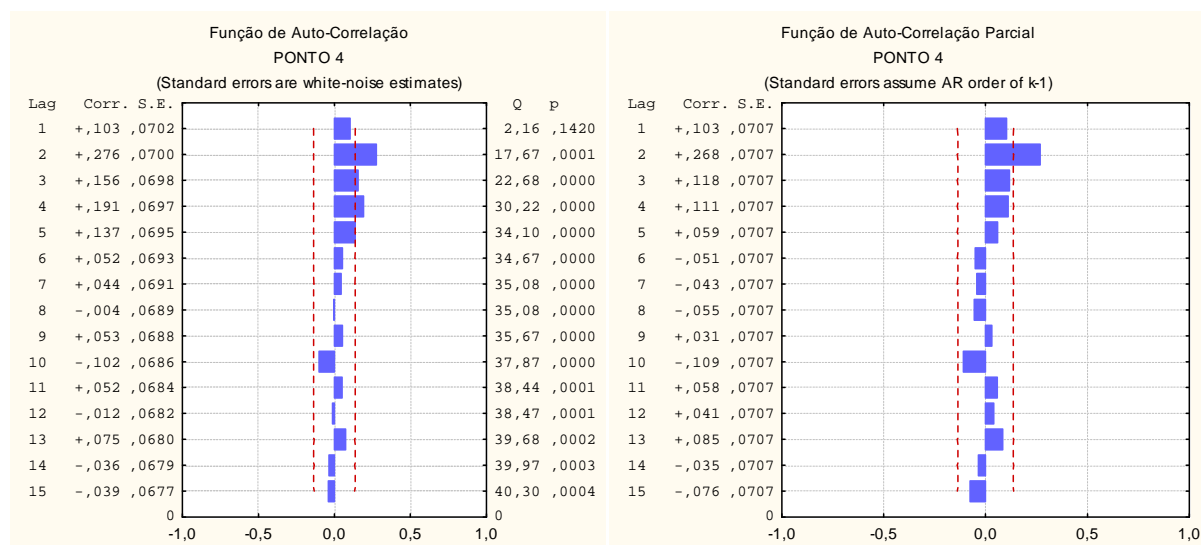 Função de Auto-Correlação
PONTO 4
(Standard errors are white-noise estimates)
Lag Corr. S.E. Q p
1 +,103 ,0702 2,16 ,1420
2 +,276 ,0700 17,67 ,0001
3 +,156 ,0698 22,68 ,0000
4 +,191 ,0697 30,22 ,0000
5 +,137 ,0695 34,10 ,0000
6 +,052 ,0693 34,67 ,0000
7 +,044 ,0691 35,08 ,0000
8 -,004 ,0689 35,08 ,0000
9 +,053 ,0688 35,67 ,0000
10 -,102 ,0686 37,87 ,0000
11 +,052 ,0684 38,44 ,0001
12 -,012 ,0682 38,47 ,0001
13 +,075 ,0680 39,68 ,0002
14 -,036 ,0679 39,97 ,0003
15 -,039 ,0677 40,30 ,0004
0 0
-1,0 -0,5 0,0 0,5 1,0
Função de Auto-Correlação Parcial
PONTO 4
(Standard errors assume AR order of k-1)
Lag Corr. S.E.
1 +,103 ,0707
2 +,268 ,0707
3 +,118 ,0707
4 +,111 ,0707
5 +,059 ,0707
6 -,051 ,0707
7 -,043 ,0707
8 -,055 ,0707
9 +,031 ,0707
10 -,109 ,0707
11 +,058 ,0707
12 +,041 ,0707
13 +,085 ,0707
14 -,035 ,0707
15 -,076 ,0707
0
-1,0 -0,5 0,0 0,5 1,0